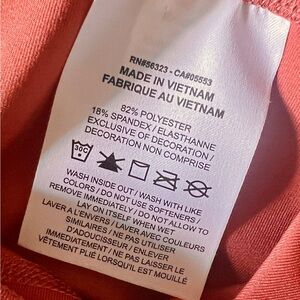 RN#56323 - CA#05553
MADE IN VIETNAM
FABRIQUE AU VIETNAM
82% POLYESTER
18% SPANDEX / ELASTHANNE
EXCLUSIVE OF DECORATION /
DECORATION NON COMPRISE
30C
WASH INSIDE OUT / WASH WITH LIKE
COLORS / DO NOT USE SOFTENERS /
REMOVE IMMEDIATELY / DO NOT ALLOW TO
LAY ON ITSELF WHEN WET
LAVER À L'ENVERS / LAVER AVEC COULEURS
SIMILAIRES / NE PAS UTILISER
D'ADOUCISSEUR / ENLEVER
IMMEDIATEMENT / NE PAS LAISSER LE
VÊTEMENT PLIÉ LORSQU'IL EST MOUILLÉ